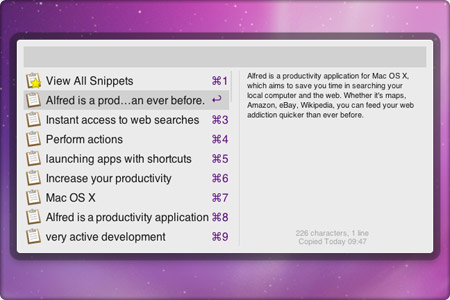 View All Snippets ⌘1
Alfred is a prod…an ever before. ↩
Instant access to web searches ⌘3
Perform actions ⌘4
launching apps with shortcuts ⌘5
Increase your productivity ⌘6
Mac OS X ⌘7
Alfred is a productivity application ⌘8
very active development ⌘9
Alfred is a productivity application for Mac OS X,
which aims to save you time in searching your
local computer and the web. Whether it's maps,
Amazon, eBay, Wikipedia, you can feed your web
addiction quicker than ever before.
226 characters, 1 line
Copied Today 09:47